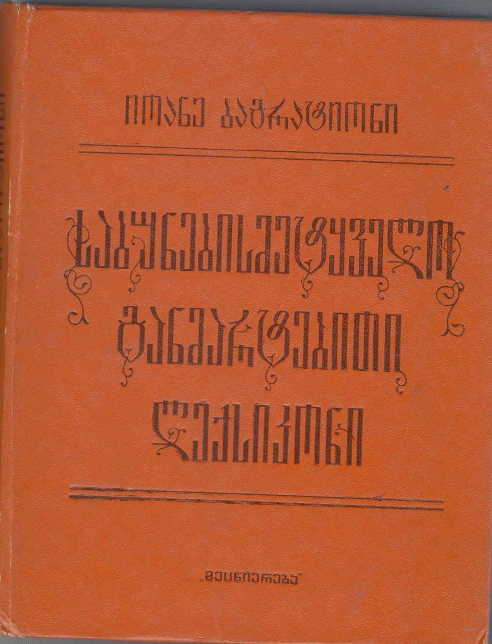 იოანე ბაგრატიონი
საბუნებისმეტყველო
განმარტებითი
ლექსიკონი
„მეცნიერება“